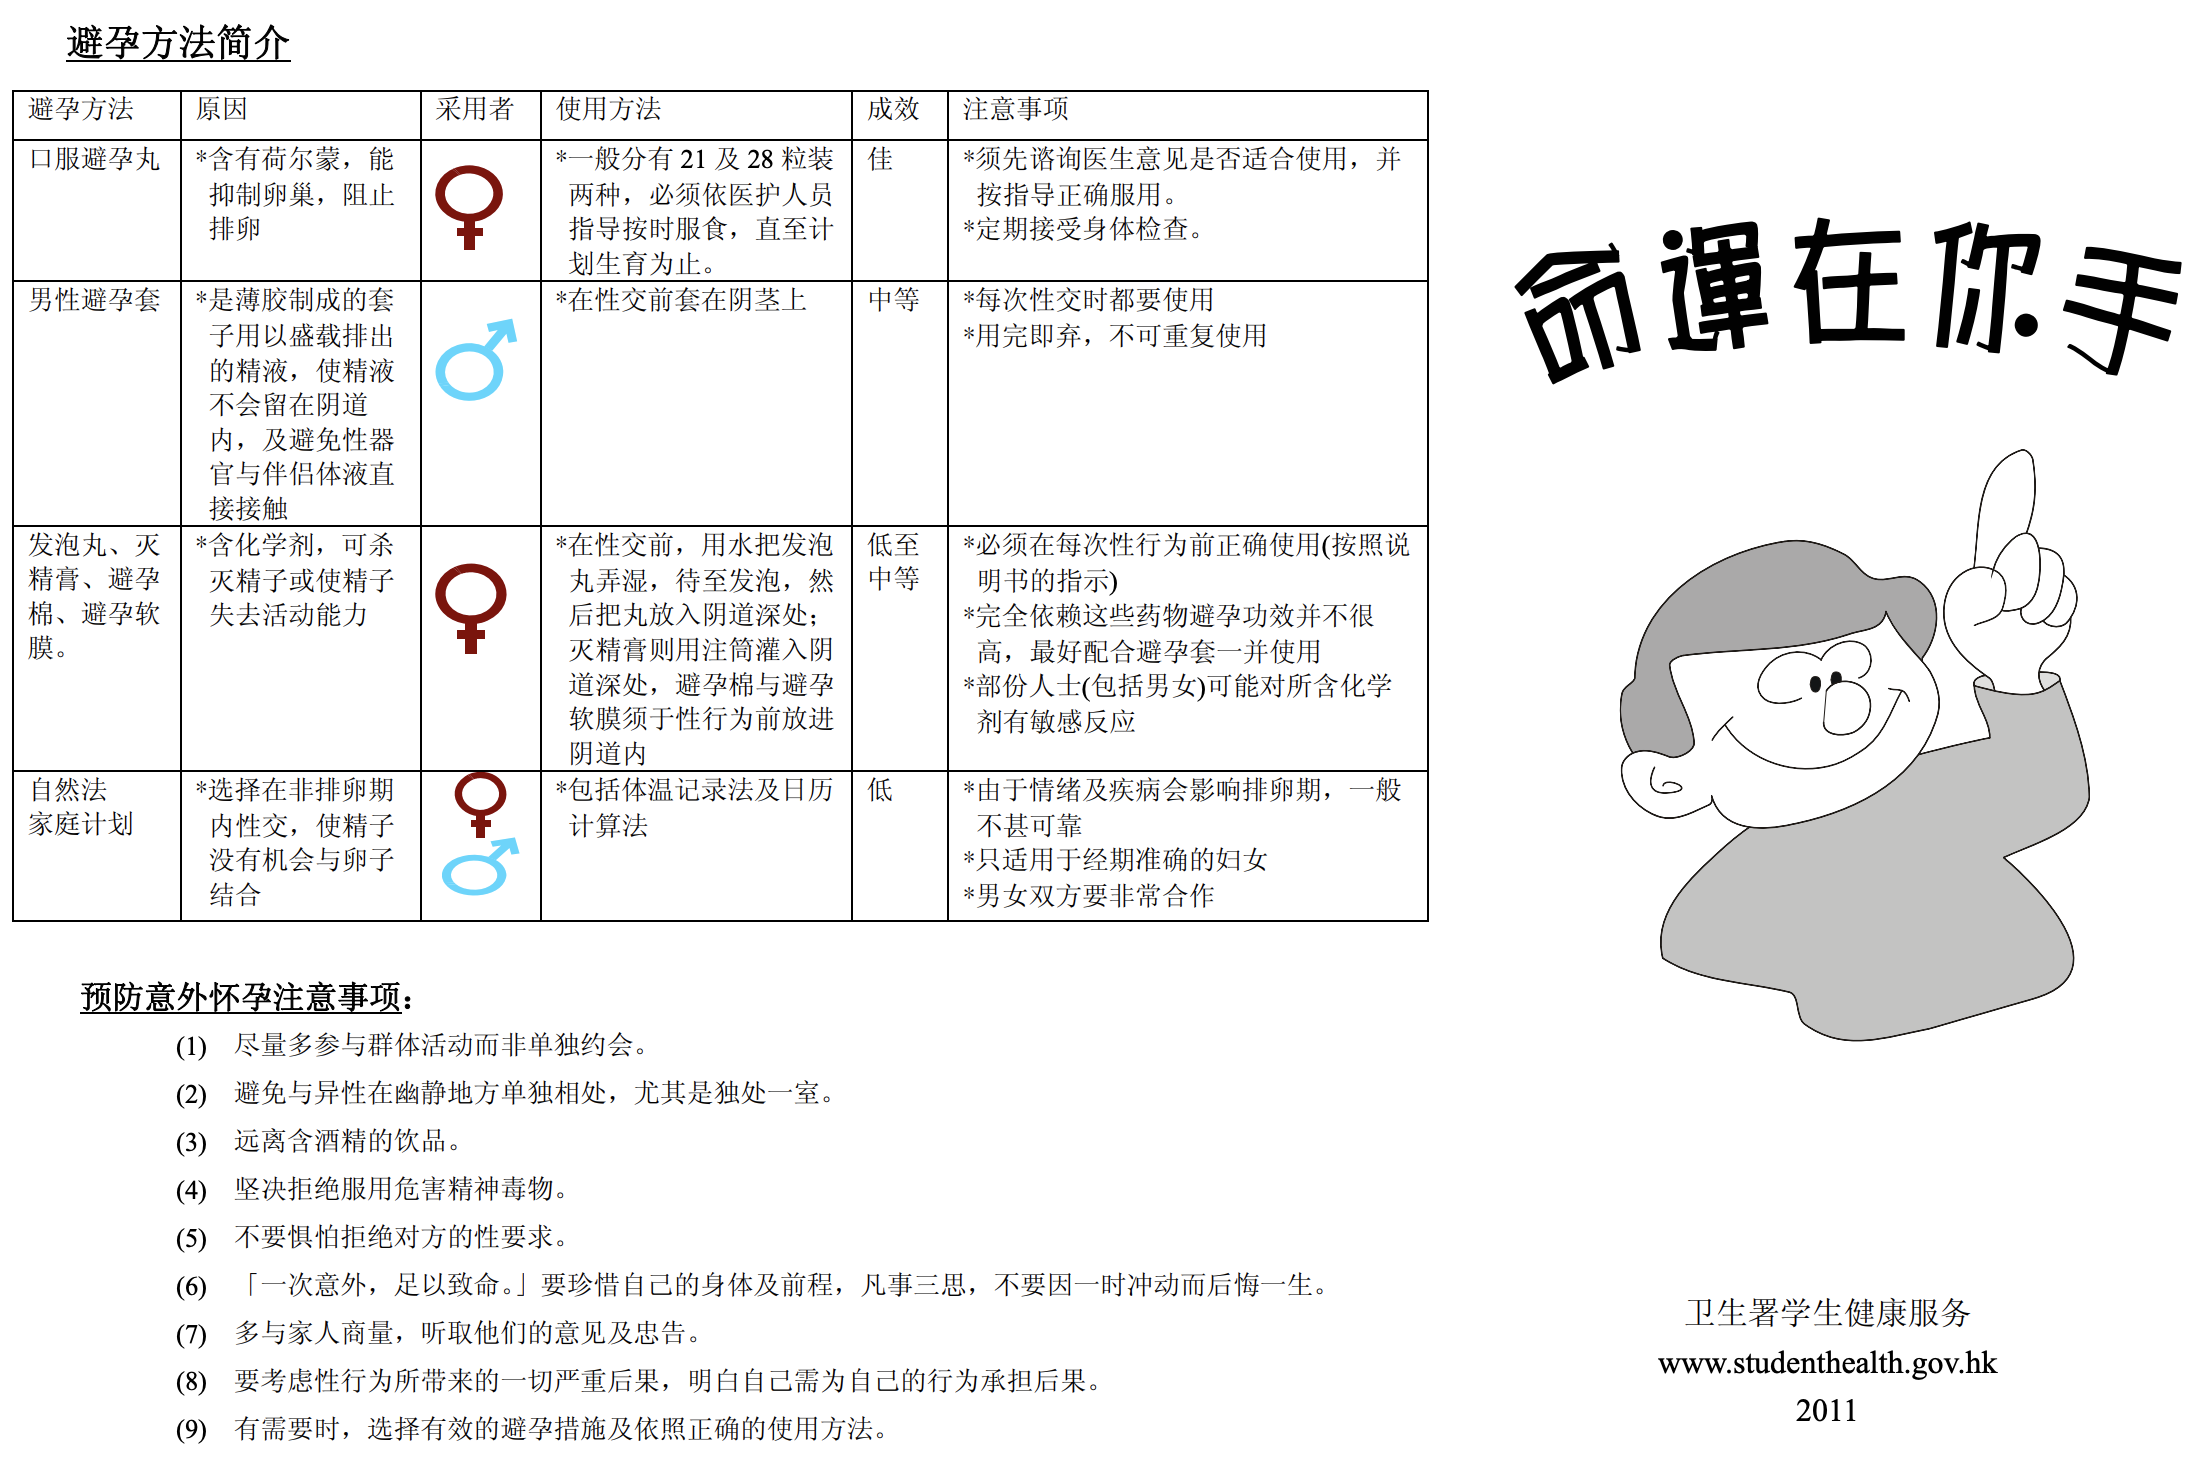 避孕方法简介
避孕方法 原因 采用者 使用方法 成效 注意事项
口服避孕丸
*含有荷尔蒙，能
抑制卵巢，阻止
排卵
*一般分有 21 及 28 粒装
两种，必须依医护人员
指导按时服食，直至计
划生育为止。
佳
*须先谘询医生意见是否适合使用，并
按指导正确服用。
*定期接受身体检查。
男性避孕套
*是薄胶制成的套
子用以盛载排出
的精液，使精液
不会留在阴道
内，及避免性器
官与伴侣体液直
接接触
*在性交前套在阴茎上
中等
*每次性交时都要使用
*用完即弃，不可重复使用
发泡丸、灭
精膏、避孕
棉、避孕软
膜。
*含化学剂，可杀
灭精子或使精子
失去活动能力
*在性交前，用水把发泡
丸弄湿，待至发泡，然
后把丸放入阴道深处；
灭精膏则用注筒灌入阴
道深处，避孕棉与避孕
软膜须于性行为前放进
阴道内
低至
中等
*必须在每次性行为前正确使用(按照说
明书的指示)
*完全依赖这些药物避孕功效并不很
高，最好配合避孕套一并使用
*部份人士(包括男女)可能对所含化学
剂有敏感反应
自然法
家庭计划
*选择在非排卵期
内性交，使精子
没有机会与卵子
结合
*包括体温记录法及日历
计算法
低
*由于情绪及疾病会影响排卵期，一般
不甚可靠
*只适用于经期准确的妇女
*男女双方要非常合作
预防意外怀孕注意事项：
(1) 尽量多参与群体活动而非单独约会。
(2) 避免与异性在幽静地方单独相处，尤其是独处一室。
(3) 远离含酒精的饮品。
(4) 坚决拒绝服用危害精神毒物。
(5) 不要惧怕拒绝对方的性要求。
(6) 「一次意外，足以致命。」要珍惜自己的身体及前程，凡事三思，不要因一时冲动而后悔一生。
(7) 多与家人商量，听取他们的意见及忠告。
(8) 要考虑性行为所带来的一切严重后果，明白自己需为自己的行为承担后果。
(9) 有需要时，选择有效的避孕措施及依照正确的使用方法。
命運在你手
卫生署学生健康服务
www.studenthealth.gov.hk
2011